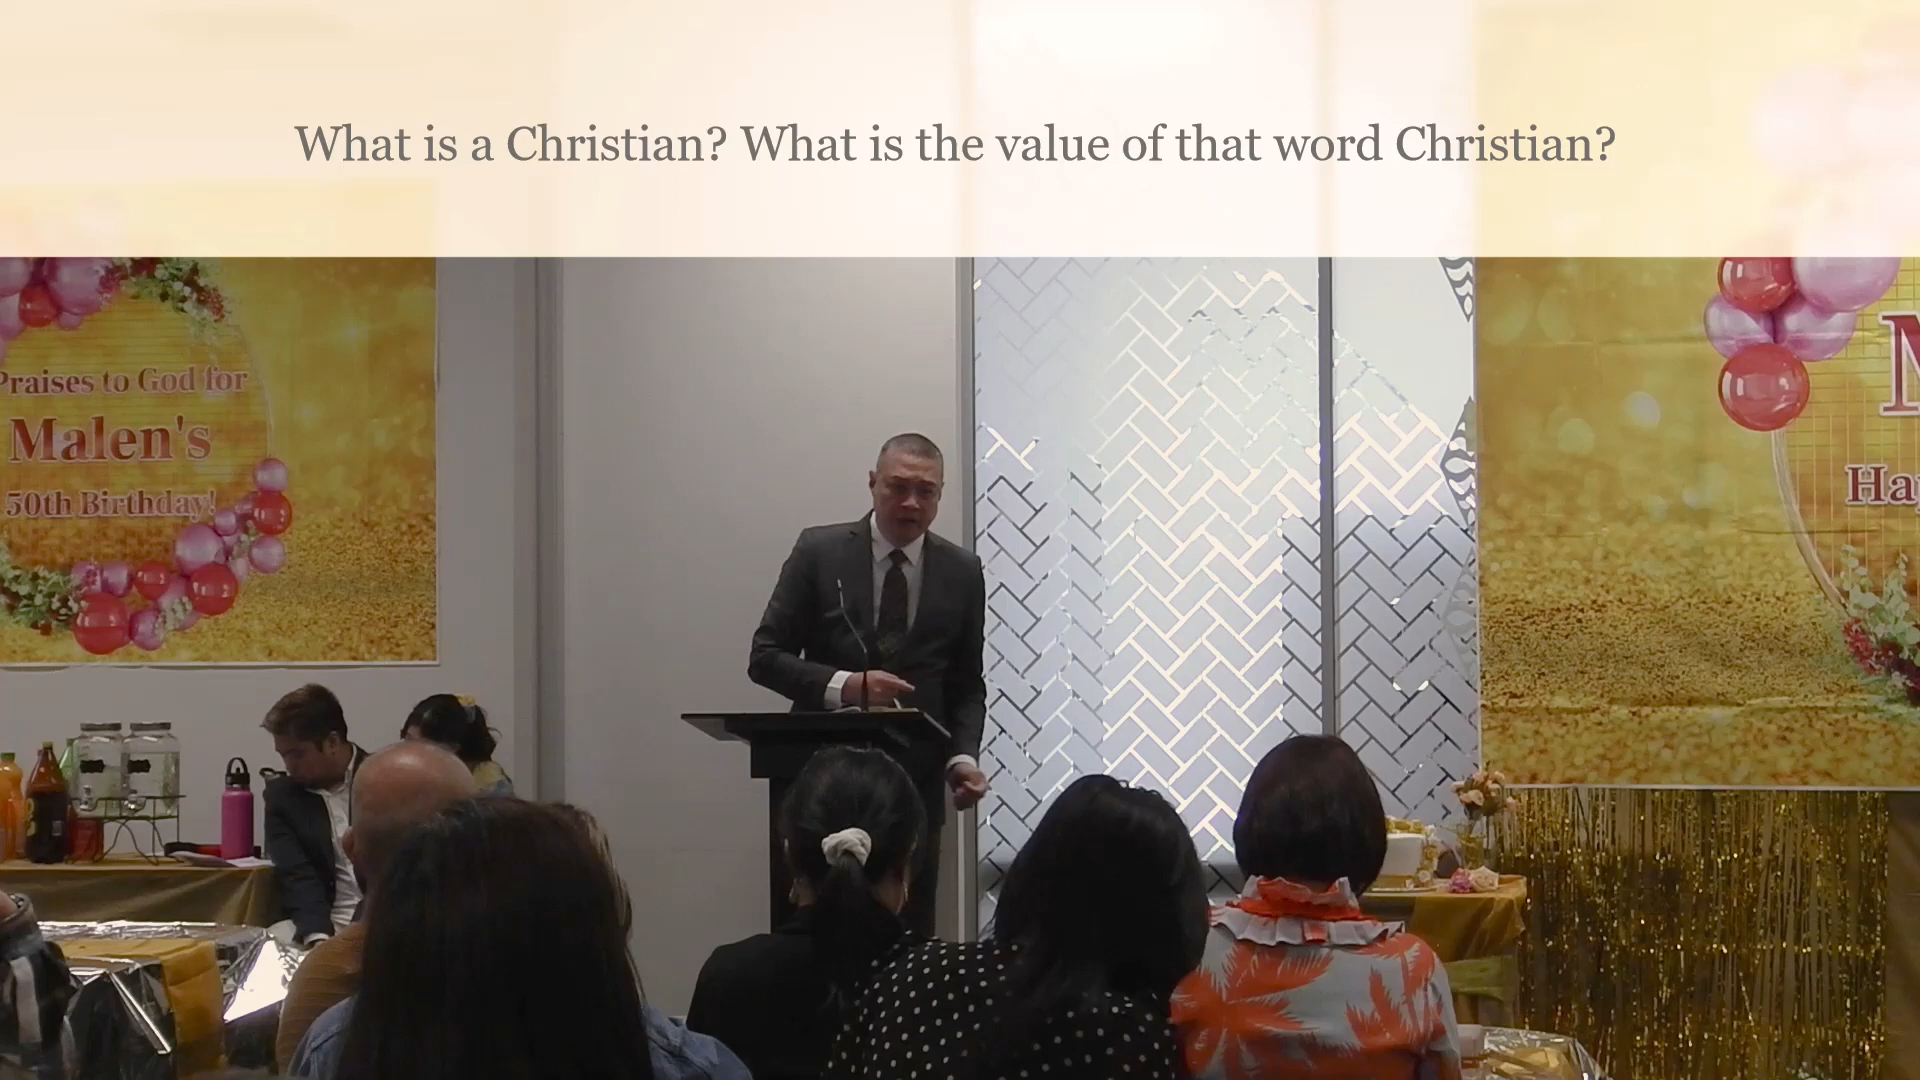 What is a Christian? What is the value of that word Christian?
Praises to God for
Malen's
50th Birthday!